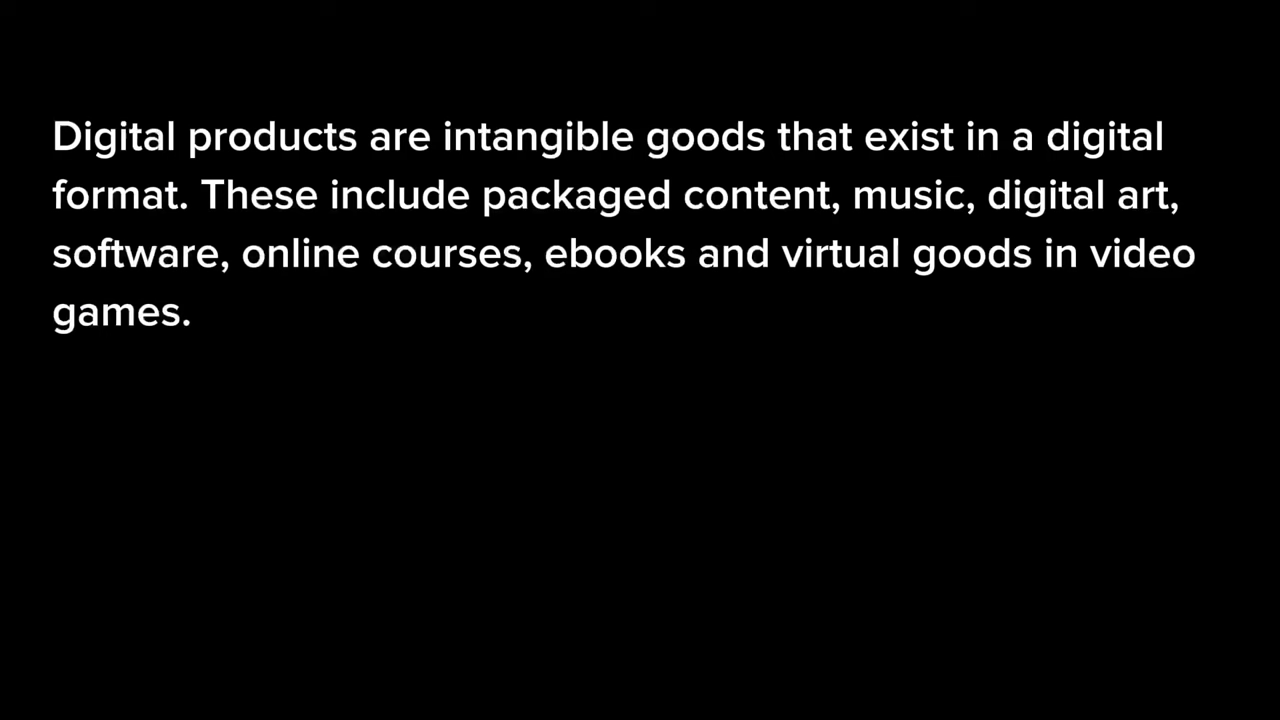 Digital products are intangible goods that exist in a digital
format. These include packaged content, music, digital art,
software, online courses, ebooks and virtual goods in video
games.